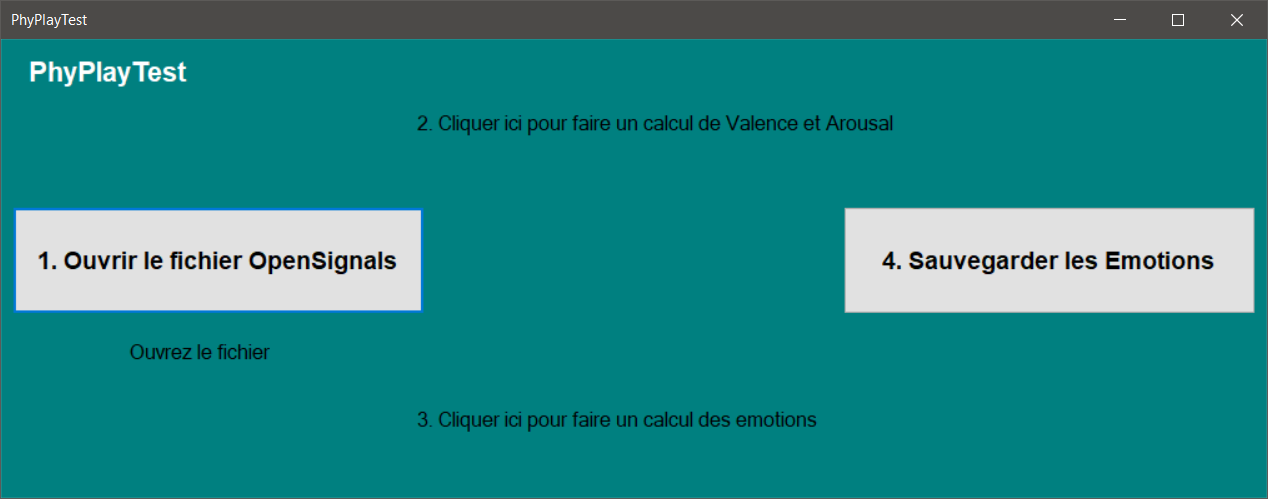 PhyPlayTest
PhyPlayTest
2. Cliquer ici pour faire un calcul de Valence et Arousal
1. Ouvrir le fichier OpenSignals
4. Sauvegarder les Emotions
Ouvrez le fichier
3. Cliquer ici pour faire un calcul des emotions